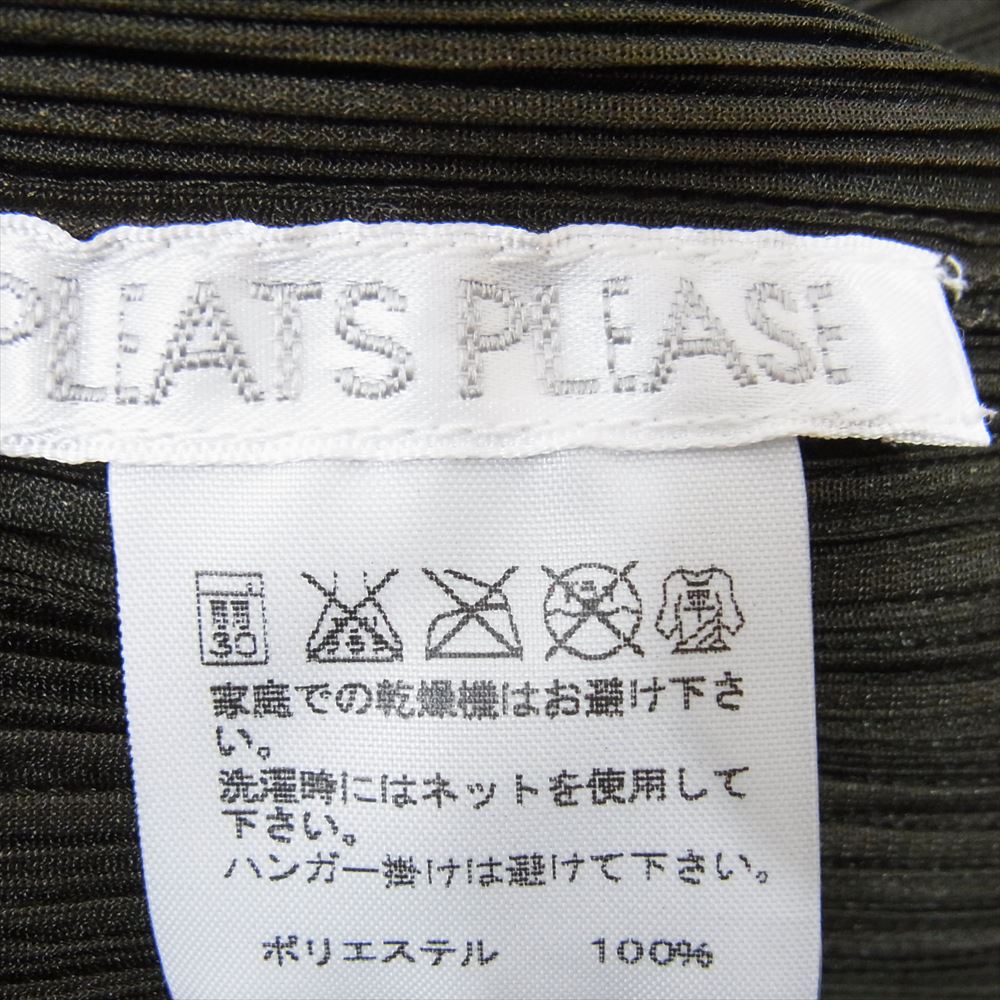 PLEATS PLEASE
弱 30
家庭での乾燥機はお避け下さ
い。
洗濯時にはネットを使用して
下さい。
ハンガー掛けは避けて下さい。
ポリエステル 100%